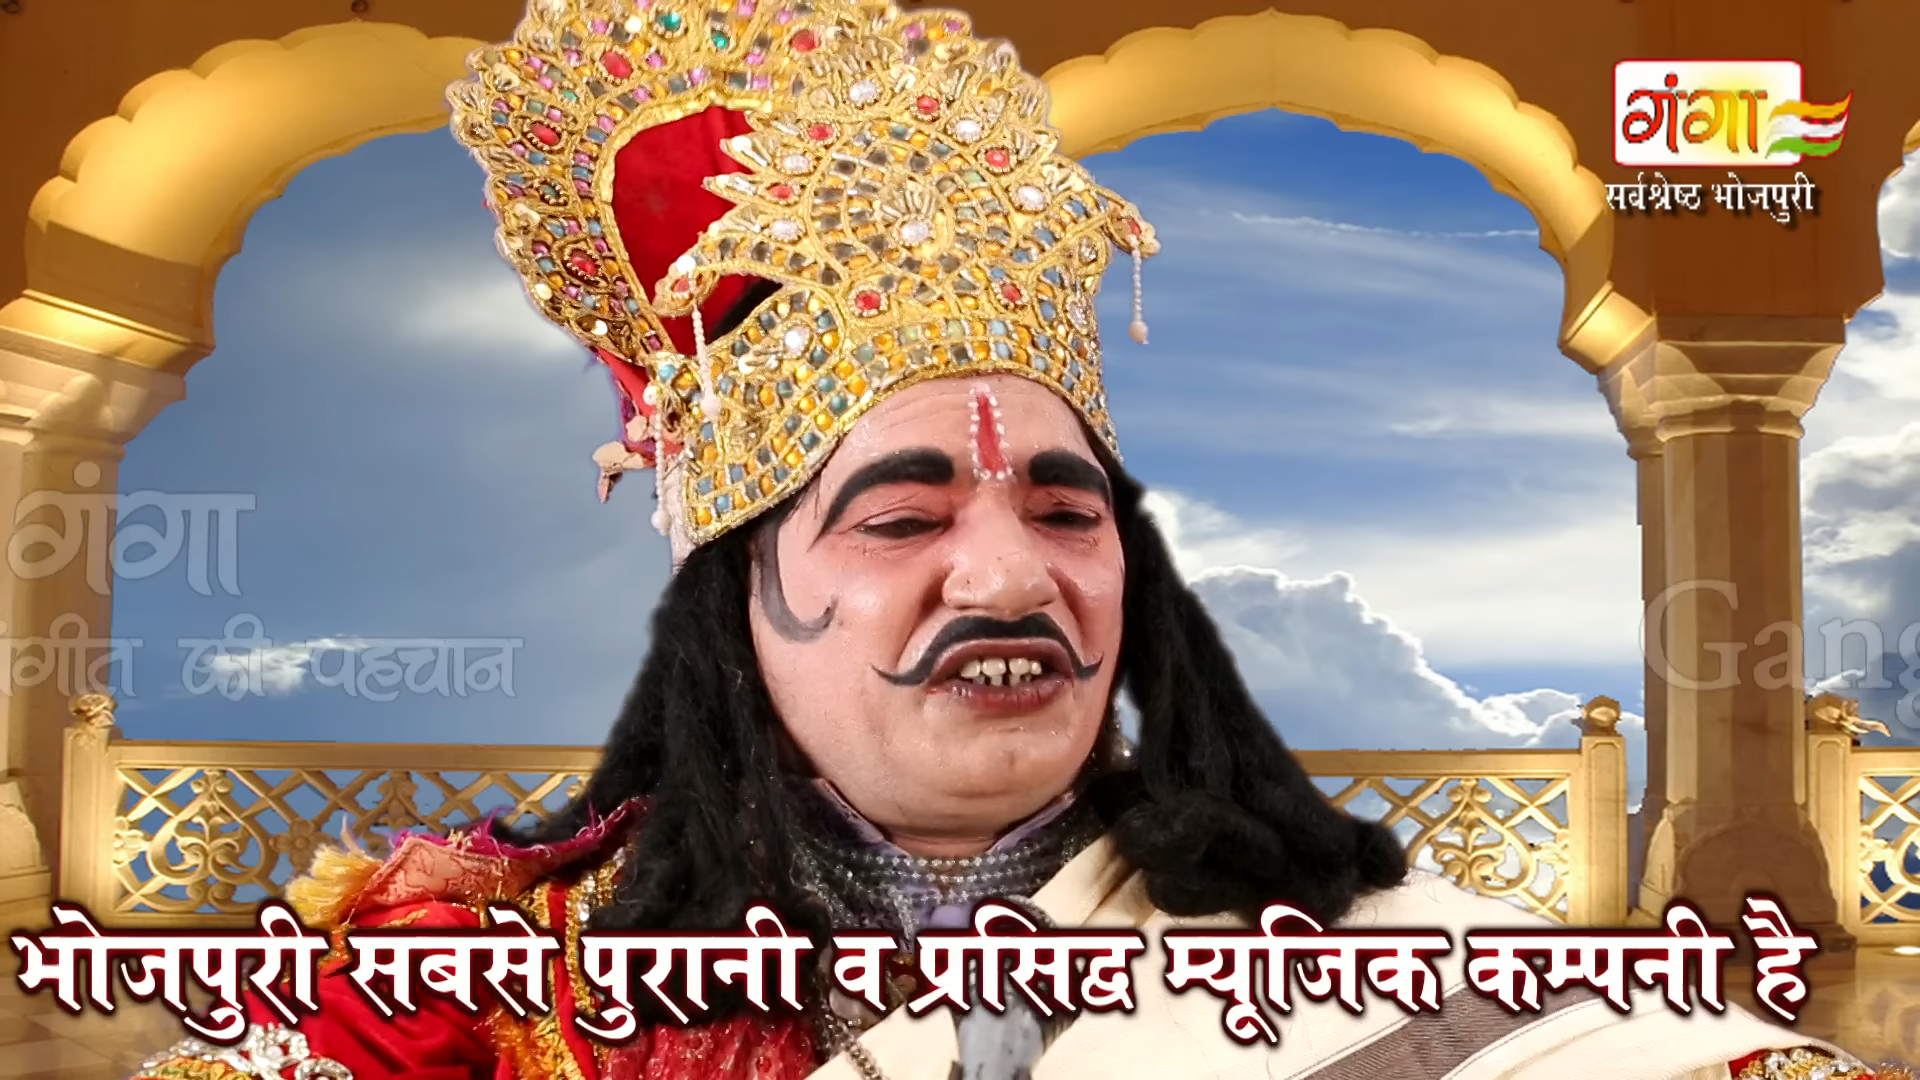 गंगा
सर्वश्रेष्ठ भोजपुरी
गंगा
संगीत की पहचान
Gang
भोजपुरी सबसे पुरानी व प्रसिद्ध म्यूजिक कम्पनी है